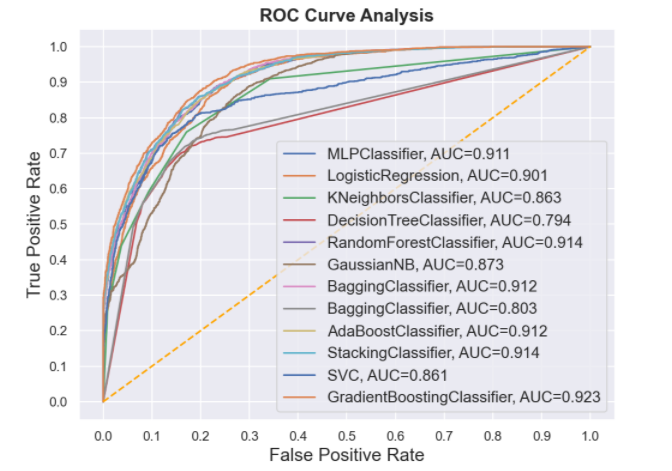 ROC Curve Analysis
True Positive Rate
1.0
0.9
0.8
0.7
0.6
0.5
0.4
0.3
0.2
0.1
0.0
MLPClassifier, AUC=0.911
LogisticRegression, AUC=0.901
KNeighborsClassifier, AUC=0.863
DecisionTreeClassifier, AUC=0.794
RandomForestClassifier, AUC=0.914
GaussianNB, AUC=0.873
BaggingClassifier, AUC=0.912
BaggingClassifier, AUC=0.803
AdaBoostClassifier, AUC=0.912
StackingClassifier, AUC=0.914
SVC, AUC=0.861
GradientBoostingClassifier, AUC=0.923
0.0 0.1 0.2 0.3 0.4 0.5 0.6 0.7 0.8 0.9 1.0
False Positive Rate